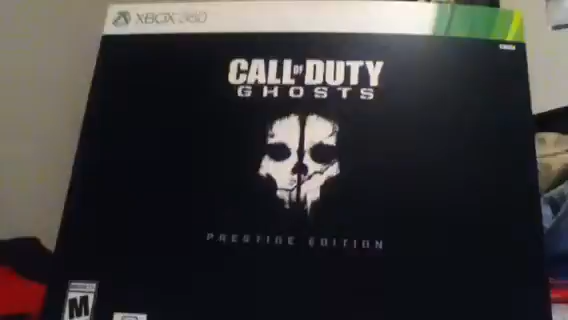 XBOX 360
CALL OF DUTY
GHOSTS
PRESTIGE EDITION
M